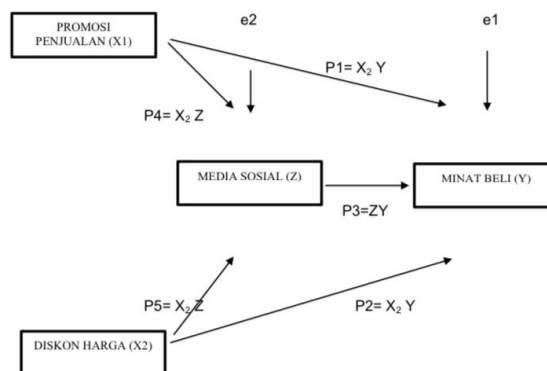 PROMOSI
PENJUALAN (X1)
e2
e1
P1= X₂ Y
P4= X₂ Z
MEDIA SOSIAL (Z)
MINAT BELI (Y)
P3=ZY
P5= X₂ Z
P2= X₂ Y
DISKON HARGA (X2)